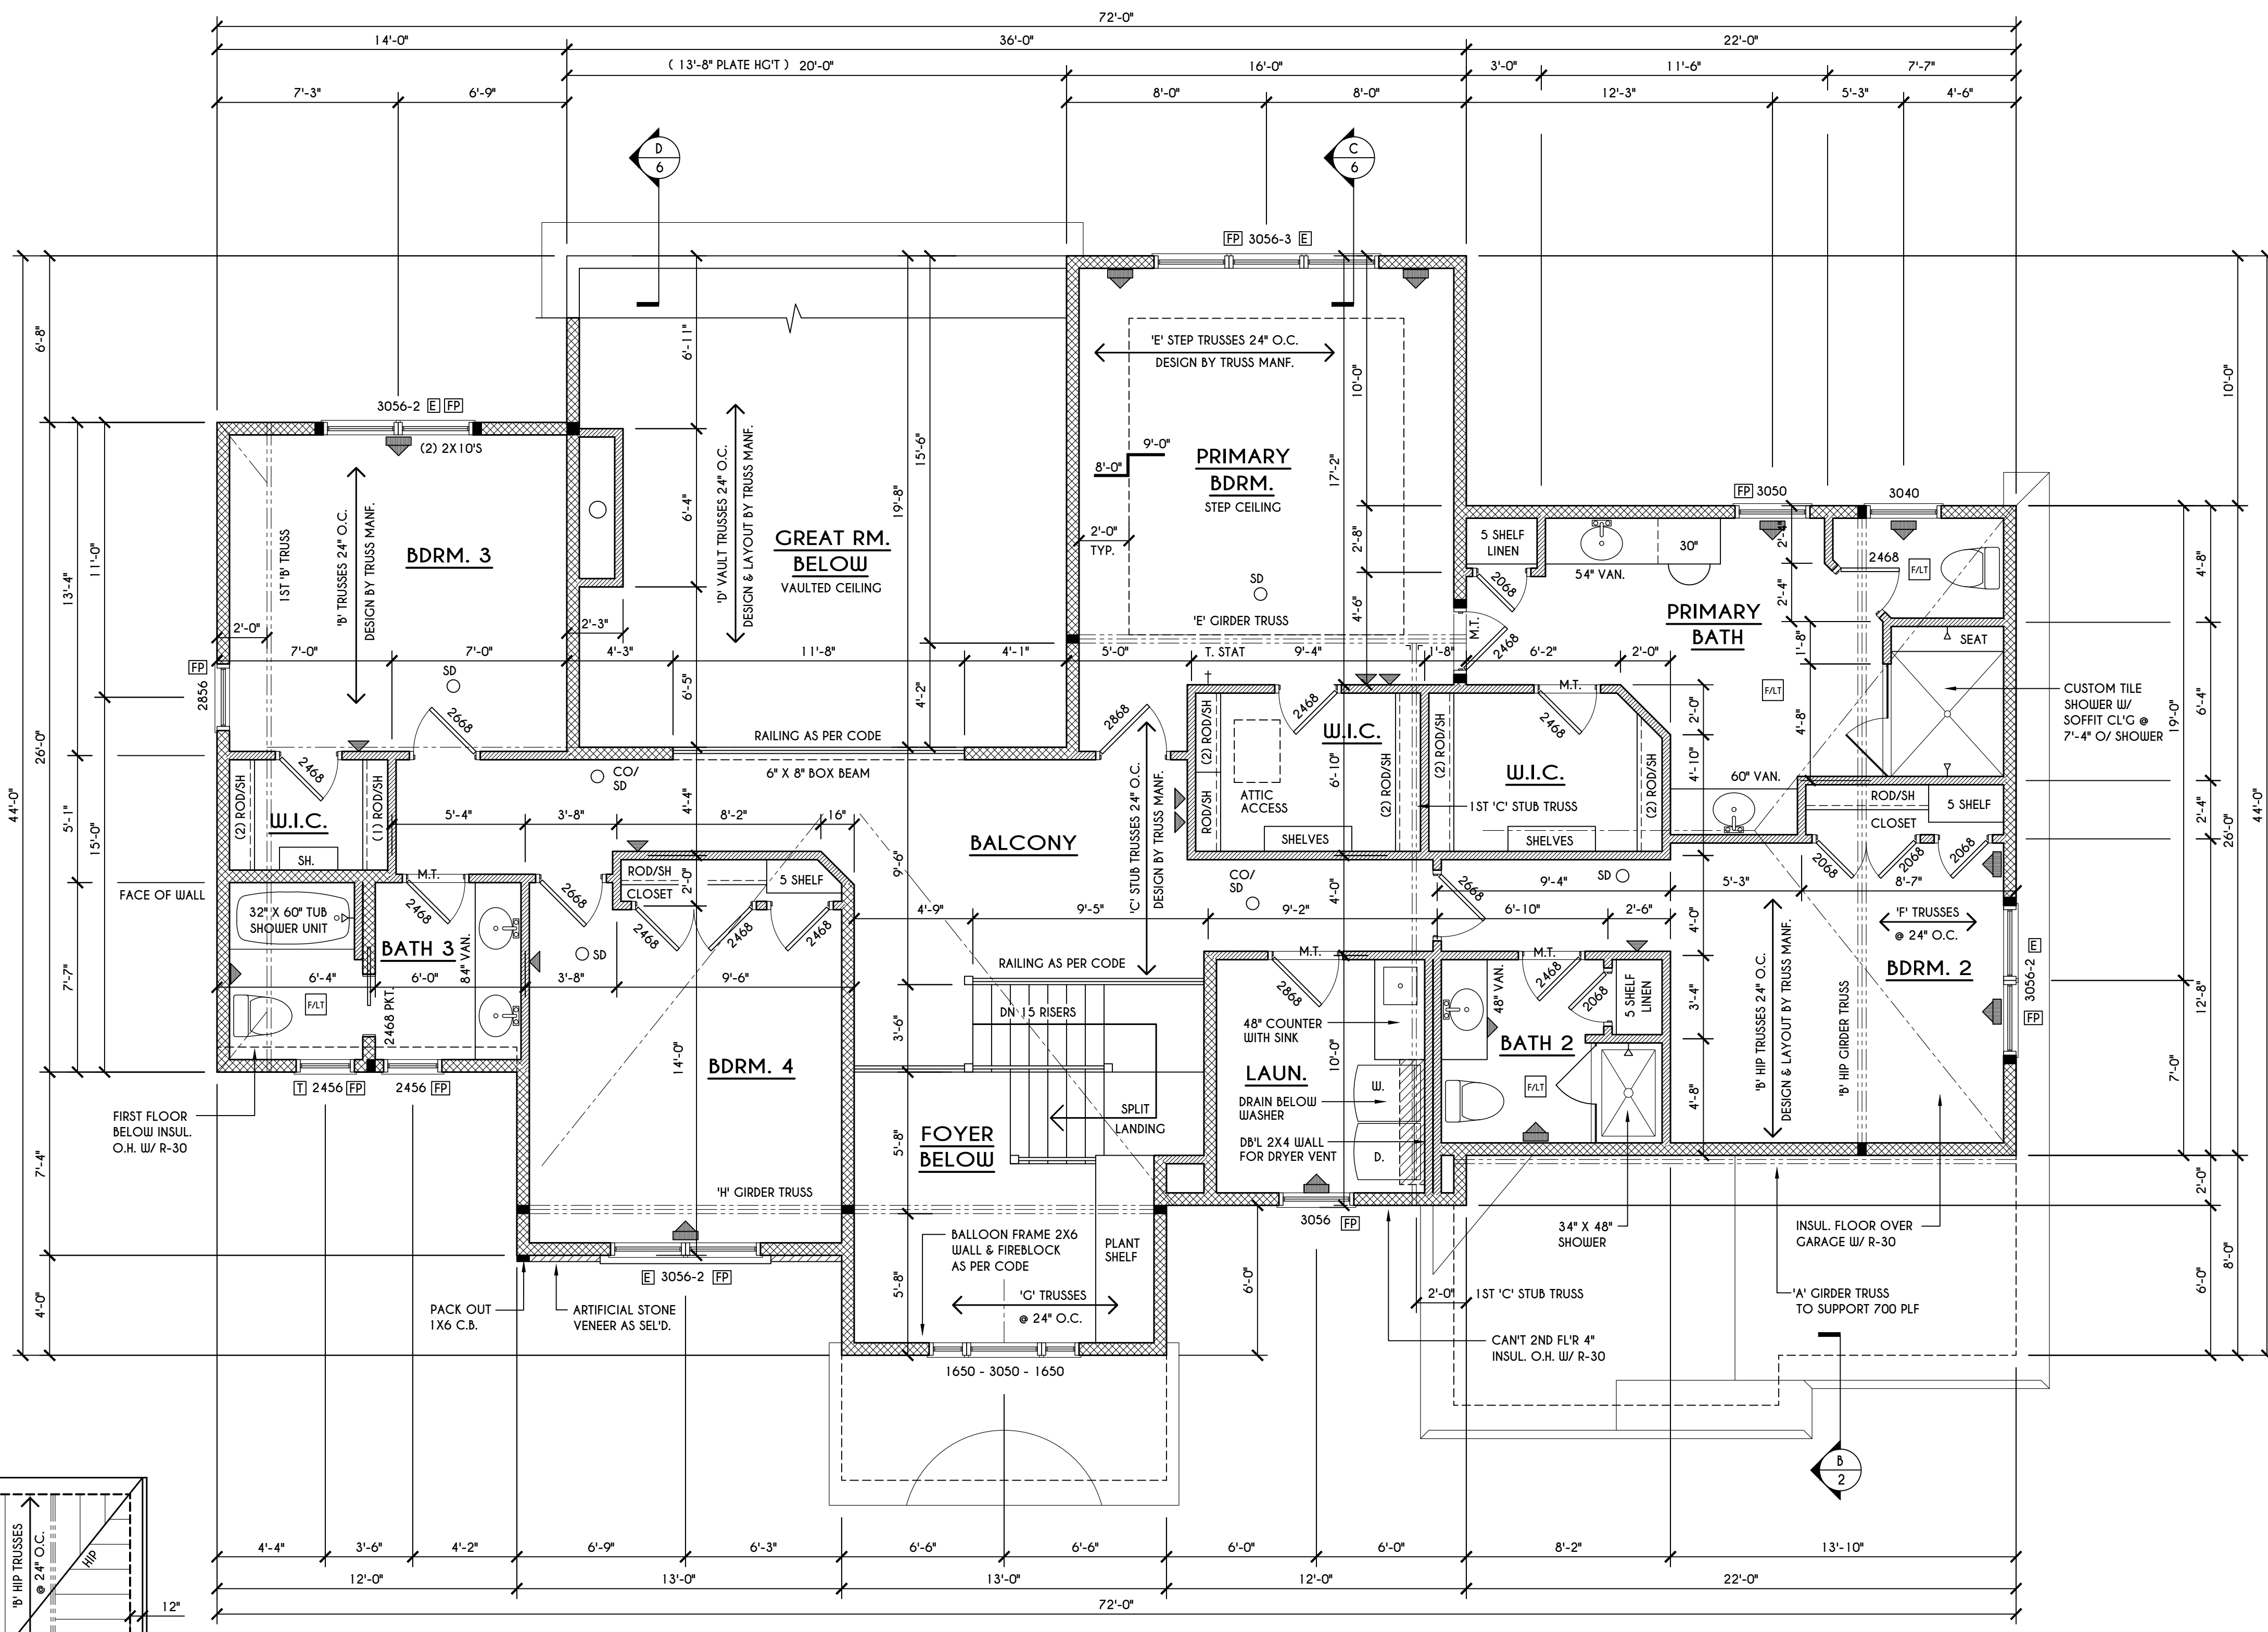 72'-0"
14'-0" 36'-0" 22'-0"
( 13'-8" PLATE HG'T ) 20'-0" 16'-0" 3'-0" 11'-6" 7'-7"
7'-3" 6'-9" 8'-0" 8'-0" 12'-3" 5'-3" 4'-6"
D
6
C
6
FP 3056-3 E
6'-8"
10'-0"
44'-0"
26'-0"
13'-4"
11'-0"
5'-1"
15'-0"
7'-7"
7'-4"
4'-0"
3056-2 E FP
(2) 2X10'S
1ST 'B' TRUSS
'B' TRUSSES 24" O.C.
DESIGN BY TRUSS MANF.
BDRM. 3
2'-0"
7'-0" 7'-0"
SD
FP
2856
2668
6'-11"
6'-4"
6'-5"
2'-3"
'D' VAULT TRUSSES 24" O.C.
DESIGN & LAYOUT BY TRUSS MANF.
GREAT RM.
BELOW
VAULTED CEILING
19'-8"
15'-6"
4'-2"
4'-3" 11'-8" 4'-1"
RAILING AS PER CODE
6" X 8" BOX BEAM
CO/
SD
'E' STEP TRUSSES 24" O.C.
DESIGN BY TRUSS MANF.
9'-0"
8'-0"
PRIMARY
BDRM.
STEP CEILING
2'-0"
TYP.
SD
'E' GIRDER TRUSS
10'-0"
17'-2"
2'-8"
4'-6"
5'-0" T. STAT 9'-4" 1'-8" 6'-2" 2'-0"
5 SHELF
LINEN
2068
M.T.
2468
54" VAN.
30"
FP 3050
3040
2'-4"
2'-4"
2468
F/LT
PRIMARY
BATH
1'-8"
4'-8"
F/LT
SEAT
CUSTOM TILE
SHOWER W/
SOFFIT CL'G @
7'-4" O/ SHOWER
4'-8"
6'-4"
19'-0"
2'-4"
26'-0"
44'-0"
12'-8"
7'-0"
2'-0"
6'-0"
8'-0"
2868
'C' STUB TRUSSES 24" O.C.
DESIGN BY TRUSS MANF.
(2) ROD/SH
ROD/SH
2468
W.I.C.
ATTIC
ACCESS
SHELVES
6'-10"
(2) ROD/SH
(2) ROD/SH
M.T.
2468
W.I.C.
1ST 'C' STUB TRUSS
SHELVES
(2) ROD/SH
2'-0"
4'-10"
60" VAN.
ROD/SH
CLOSET
5 SHELF
2068
2068
2068
2468
(2) ROD/SH
W.I.C.
(1) ROD/SH
SH.
FACE OF WALL
5'-4" 3'-8" 8'-2" 16"
4'-4"
9'-6"
BALCONY
M.T.
2468
32" X 60" TUB
SHOWER UNIT
BATH 3
84" VAN.
6'-4" 6'-0" 3'-8" 9'-6"
F/LT
2468 PKT.
2668
ROD/SH
CLOSET
2'-0"
5 SHELF
2468
2468
2468
SD
14'-0"
BDRM. 4
CO/
SD
4'-0"
4'-9" 9'-5" 9'-2" 6'-10" 2'-6"
RAILING AS PER CODE
DN 15 RISERS
3'-6"
5'-8"
FOYER
BELOW
SPLIT
LANDING
M.T.
2868
48" COUNTER
WITH SINK
LAUN.
10'-0"
DRAIN BELOW
WASHER
DB'L 2X4 WALL
FOR DRYER VENT
W.
D.
2668
9'-4" SD 5'-3" 8'-7"
M.T.
2468
2068
5 SHELF
LINEN
48" VAN.
BATH 2
F/LT
4'-0"
3'-4"
4'-8"
'B' HIP TRUSSES 24" O.C.
DESIGN & LAYOUT BY TRUSS MANF.
'B' GIRDER TRUSS
'F' TRUSSES
@ 24" O.C.
BDRM. 2
E
3056-2
FP
T 2456 FP
2456 FP
FIRST FLOOR
BELOW INSUL.
O.H. W/ R-30
'H' GIRDER TRUSS
E 3056-2 FP
PACK OUT
1X6 C.B.
ARTIFICIAL STONE
VENEER AS SEL'D.
BALLOON FRAME 2X6
WALL & FIREBLOCK
AS PER CODE
PLANT
SHELF
5'-8"
'G' TRUSSES
@ 24" O.C.
1650 - 3050 - 1650
3056 FP
6'-0"
2'-0" 1ST 'C' STUB TRUSS
CAN'T 2ND FL'R 4"
INSUL. O.H. W/ R-30
34" X 48"
SHOWER
INSUL. FLOOR OVER
GARAGE W/ R-30
'A' GIRDER TRUSS
TO SUPPORT 700 PLF
B
2
4'-4" 3'-6" 4'-2" 6'-9" 6'-3" 6'-6" 6'-6" 6'-0" 6'-0" 8'-2" 13'-10"
12'-0" 13'-0" 13'-0" 12'-0" 22'-0"
72'-0"
'B' HIP TRUSSES
@ 24" O.C.
HIP
12"